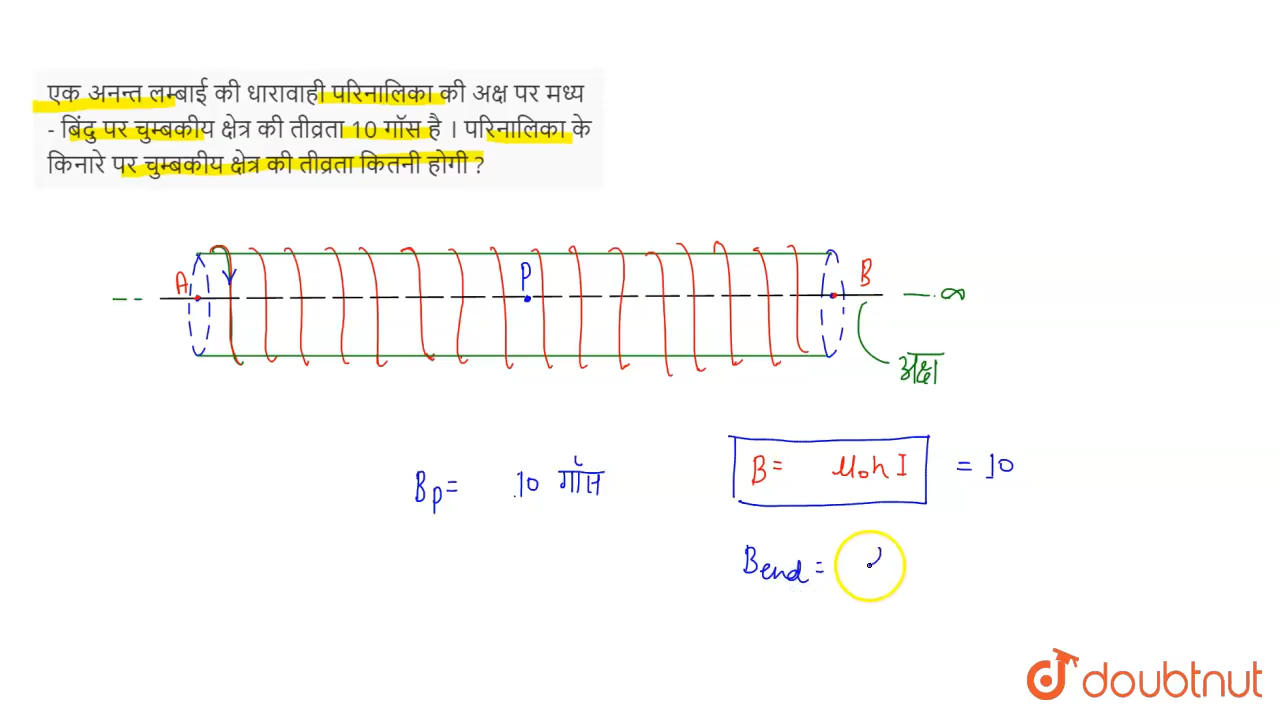 एक अनन्त लम्बाई की धारावाही परिनालिका की अक्ष पर मध्य
- बिंदु पर चुम्बकीय क्षेत्र की तीव्रता 10 गॉस है । परिनालिका के
किनारे पर चुम्बकीय क्षेत्र की तीव्रता कितनी होगी ?
A P B
∞
अक्ष
B = μ₀nI = 10
Bₚ = 10 गॉस
Bend =
doubtnut